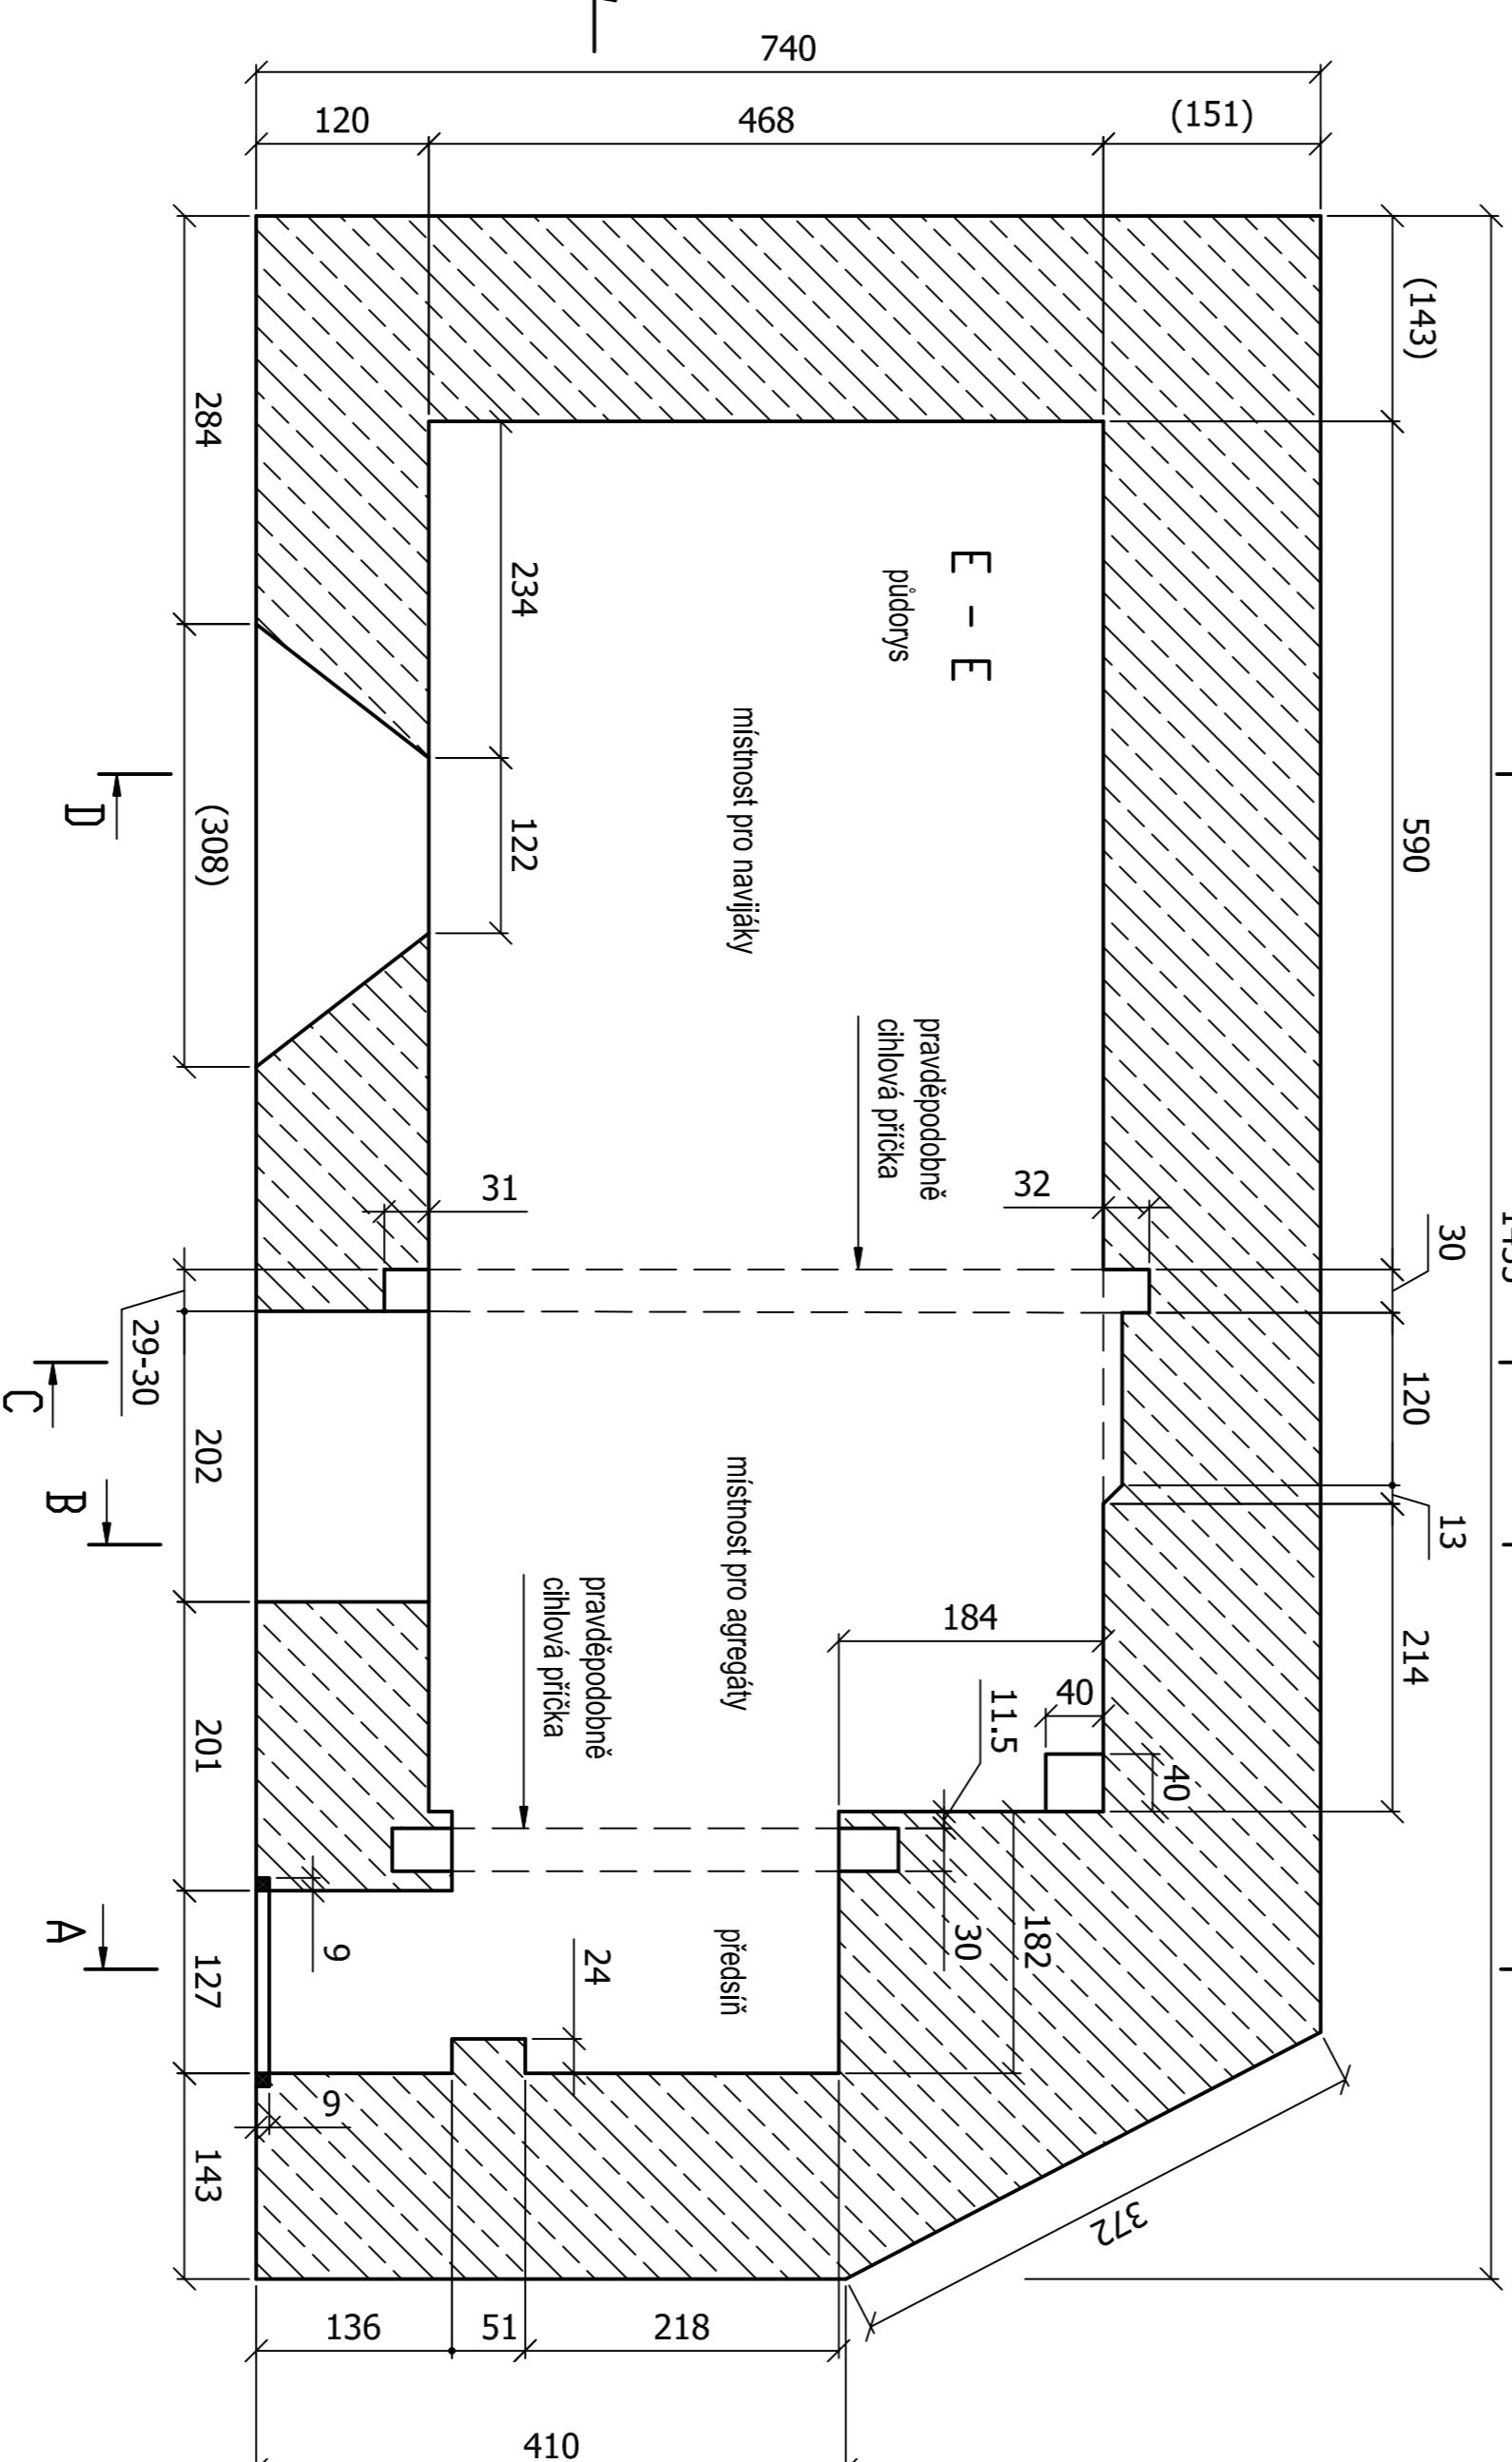 740
120
468
(151)
(143)
590
30
120
13
214
284
(308)
29-30
202
201
127
143
234
122
E - E
půdorys
místnost pro navijáky
pravděpodobně
cihlová příčka
31
32
místnost pro agregáty
pravděpodobně
cihlová příčka
184
40
40
11.5
30
182
předsíň
24
9
9
372
136
51
218
410
D
C
B
A